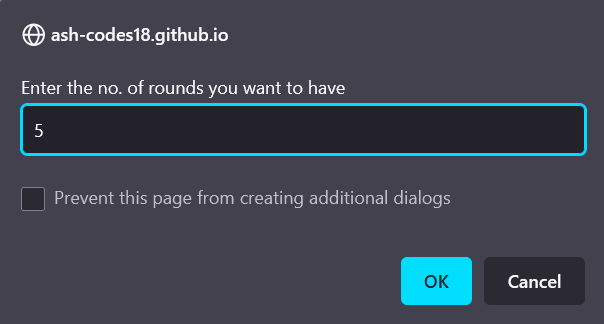 ash-codes18.github.io
Enter the no. of rounds you want to have
5
Prevent this page from creating additional dialogs
OK
Cancel